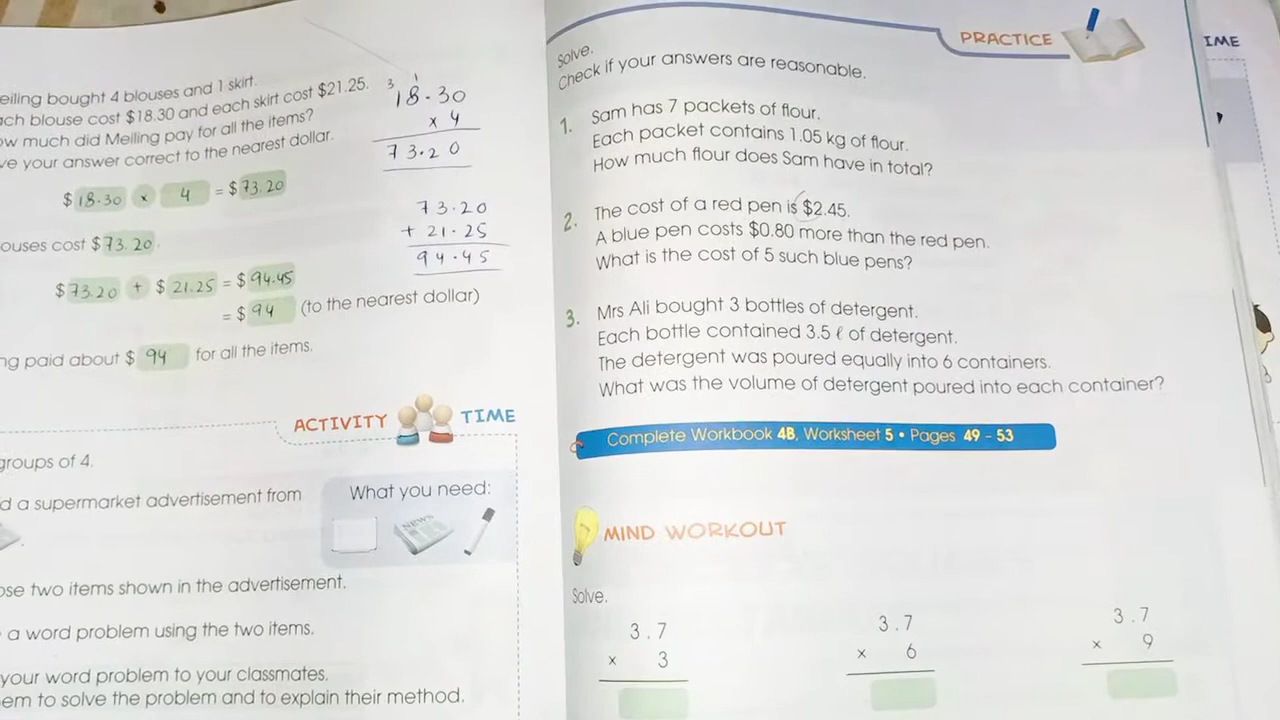 eiling bought 4 blouses and 1 skirt.
ach blouse cost $18.30 and each skirt cost $21.25.
ow much did Meiling pay for all the items?
ve your answer correct to the nearest dollar.
$ 18.30 x 4 = $ 73.20
ouses cost $ 73.20.
$ 73.20 + $ 21.25 = $ 94.45
= $ 94 (to the nearest dollar)
ng paid about $ 94 for all the items.
3 1
18.30
x 4
73.20
73.20
+ 21.25
94.45
ACTIVITY TIME
groups of 4.
d a supermarket advertisement from
What you need:
NEWS
ose two items shown in the advertisement.
a word problem using the two items.
your word problem to your classmates.
em to solve the problem and to explain their method.
PRACTICE
Solve.
Check if your answers are reasonable.
1. Sam has 7 packets of flour.
Each packet contains 1.05 kg of flour.
How much flour does Sam have in total?
2. The cost of a red pen is $2.45.
A blue pen costs $0.80 more than the red pen.
What is the cost of 5 such blue pens?
3. Mrs Ali bought 3 bottles of detergent.
Each bottle contained 3.5 ℓ of detergent.
The detergent was poured equally into 6 containers.
What was the volume of detergent poured into each container?
Complete Workbook 4B, Worksheet 5 • Pages 49 – 53
MIND WORKOUT
Solve.
3.7
x 3
3.7
x 6
3.7
x 9
IME